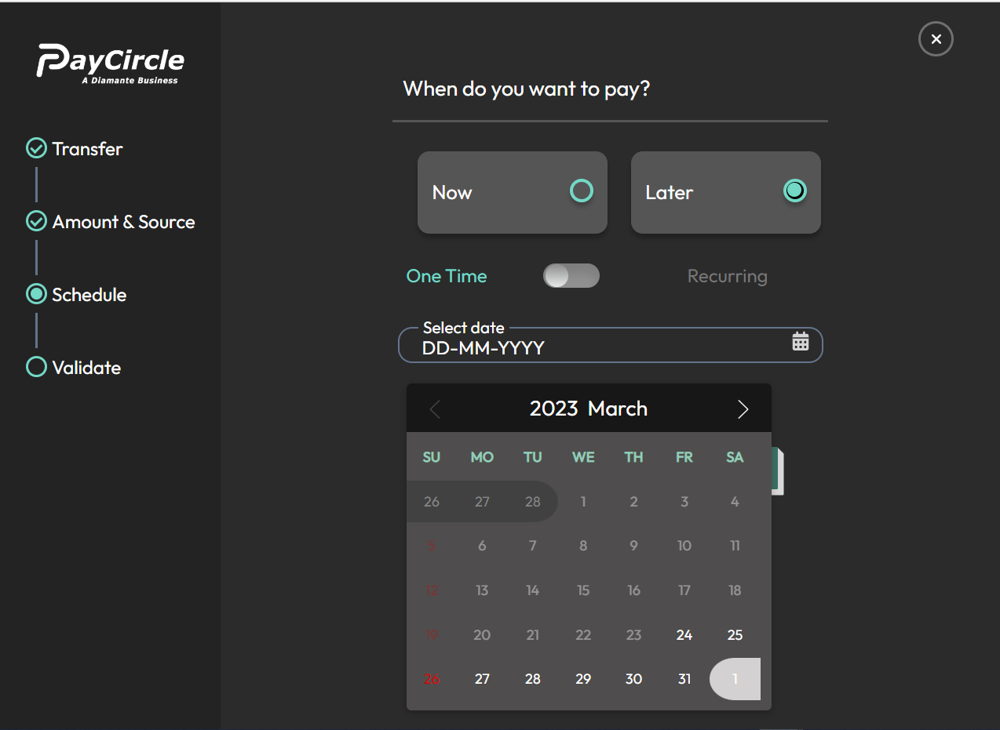 PayCircle
A Diamante Business
Transfer
Amount & Source
Schedule
Validate
When do you want to pay?
Now
Later
One Time
Recurring
Select date
DD-MM-YYYY
2023 March
SU MO TU WE TH FR SA
26 27 28 1 2 3 4
5 6 7 8 9 10 11
12 13 14 15 16 17 18
19 20 21 22 23 24 25
26 27 28 29 30 31 1